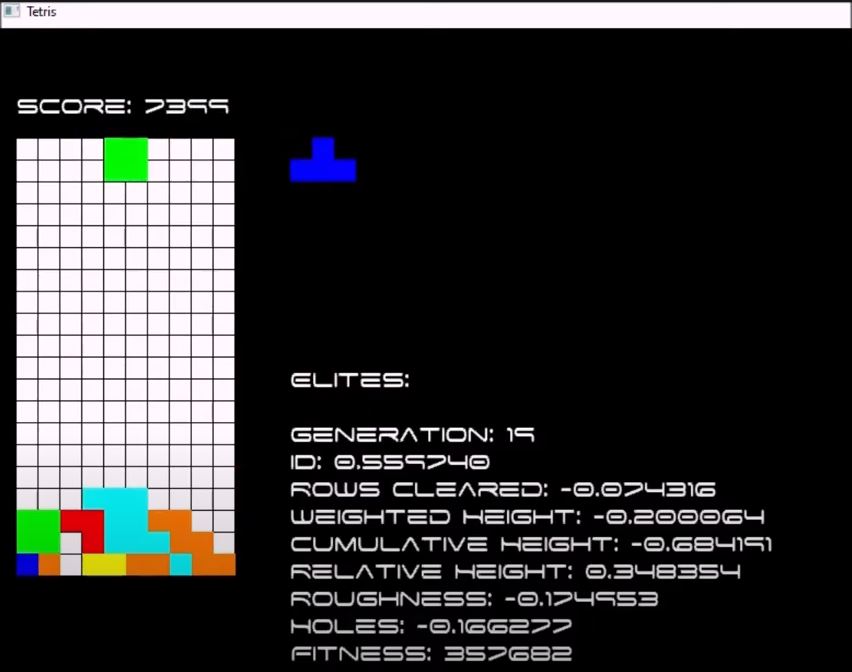 Tetris
SCORE: 7399
ELITES:
GENERATION: 19
ID: 0.559740
ROWS CLEARED: -0.074316
WEIGHTED HEIGHT: -0.200064
CUMULATIVE HEIGHT: -0.684191
RELATIVE HEIGHT: 0.348354
ROUGHNESS: -0.174953
HOLES: -0.166277
FITNESS: 357682